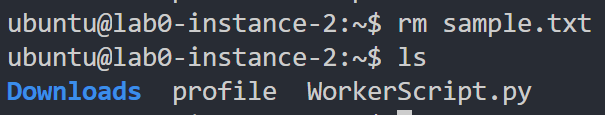 ubuntu@lab0-instance-2:~$ rm sample.txt
ubuntu@lab0-instance-2:~$ ls
Downloads  profile  WorkerScript.py